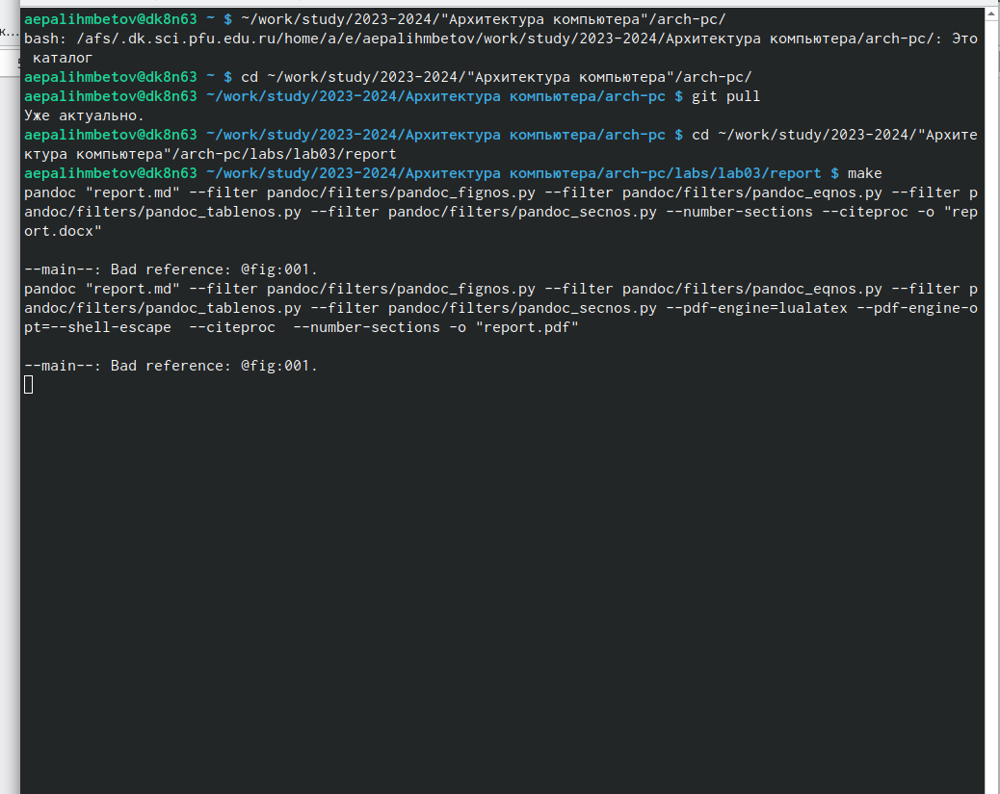 к...
aepalihmbetov@dk8n63 ~ $ ~/work/study/2023-2024/"Архитектура компьютера"/arch-pc/
bash: /afs/.dk.sci.pfu.edu.ru/home/a/e/aepalihmbetov/work/study/2023-2024/Архитектура компьютера/arch-pc/: Это
 каталог
aepalihmbetov@dk8n63 ~ $ cd ~/work/study/2023-2024/"Архитектура компьютера"/arch-pc/
aepalihmbetov@dk8n63 ~/work/study/2023-2024/Архитектура компьютера/arch-pc $ git pull
Уже актуально.
aepalihmbetov@dk8n63 ~/work/study/2023-2024/Архитектура компьютера/arch-pc $ cd ~/work/study/2023-2024/"Архите
ктура компьютера"/arch-pc/labs/lab03/report
aepalihmbetov@dk8n63 ~/work/study/2023-2024/Архитектура компьютера/arch-pc/labs/lab03/report $ make
pandoc "report.md" --filter pandoc/filters/pandoc_fignos.py --filter pandoc/filters/pandoc_eqnos.py --filter p
andoc/filters/pandoc_tablenos.py --filter pandoc/filters/pandoc_secnos.py --number-sections --citeproc -o "rep
ort.docx"
--main--: Bad reference: @fig:001.
pandoc "report.md" --filter pandoc/filters/pandoc_fignos.py --filter pandoc/filters/pandoc_eqnos.py --filter p
andoc/filters/pandoc_tablenos.py --filter pandoc/filters/pandoc_secnos.py --pdf-engine=lualatex --pdf-engine-o
pt=--shell-escape  --citeproc  --number-sections -o "report.pdf"
--main--: Bad reference: @fig:001.